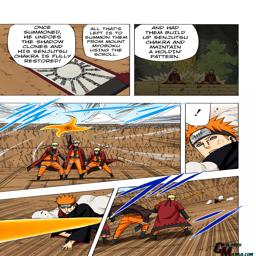 ONCE
SUMMONED,
HE UNDOES
THE SHADOW
CLONES AND
HIS SENJUTSU
CHAKRA IS FULLY
RESTORED!
ALL THAT'S
LEFT IS TO
SUMMON THEM
FROM MOUNT
MYOBOKU
USING THE
SCROLL.
AND HAD
THEM BUILD
UP SENJUTSU
CHAKRA AND
MAINTAIN
A HOLDIN'
PATTERN.
!